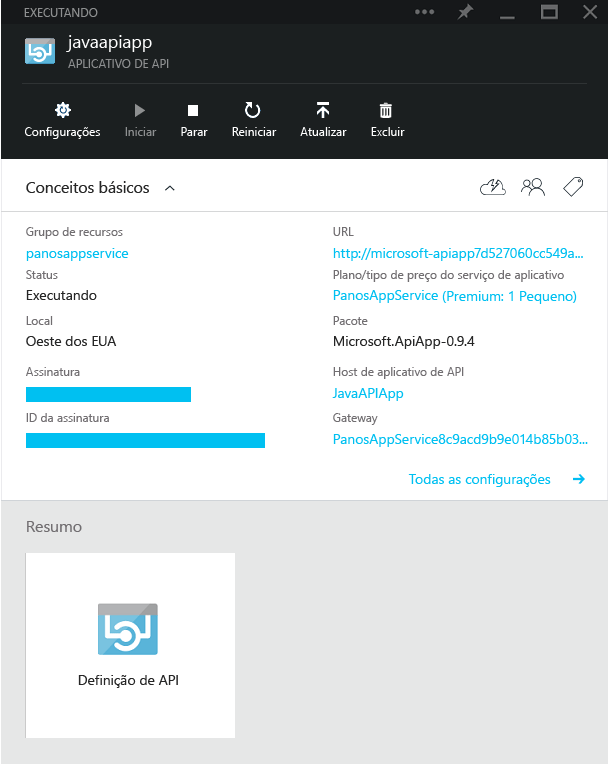 EXECUTANDO
javaapiapp
APLICATIVO DE API
Configurações Iniciar Parar Reiniciar Atualizar Excluir
Conceitos básicos
Grupo de recursos
panosappservice
Status
Executando
Local
Oeste dos EUA
Assinatura
ID da assinatura
URL
http://microsoft-apiapp7d527060cc549a...
Plano/tipo de preço do serviço de aplicativo
PanosAppService (Premium: 1 Pequeno)
Pacote
Microsoft.ApiApp-0.9.4
Host de aplicativo de API
JavaAPIApp
Gateway
PanosAppService8c9acd9b9e014b85b03...
Todas as configurações
Resumo
Definição de API